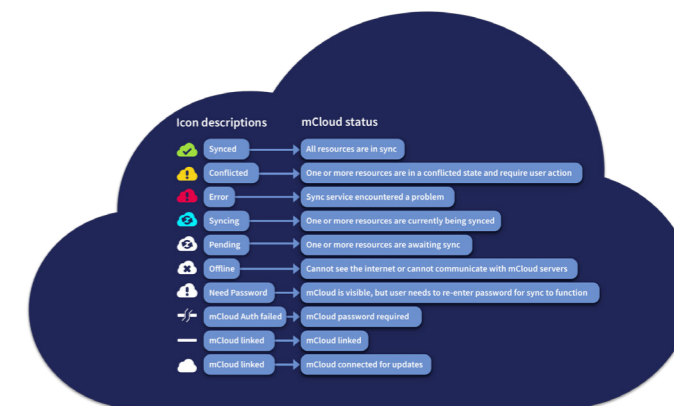 Icon descriptions mCloud status
Synced All resources are in sync
Conflicted One or more resources are in a conflicted state and require user action
Error Sync service encountered a problem
Syncing One or more resources are currently being synced
Pending One or more resources are awaiting sync
Offline Cannot see the internet or cannot communicate with mCloud servers
Need Password mCloud is visible, but user needs to re-enter password for sync to function
mCloud Auth failed mCloud password required
mCloud linked mCloud linked
mCloud linked mCloud connected for updates